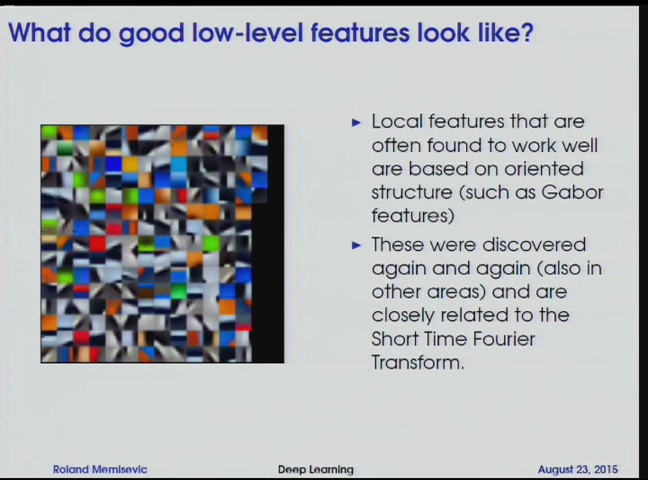 What do good low-level features look like?
► Local features that are
often found to work well
are based on oriented
structure (such as Gabor
features)
► These were discovered
again and again (also in
other areas) and are
closely related to the
Short Time Fourier
Transform.
Roland Memisevic
Deep Learning
August 23, 2015